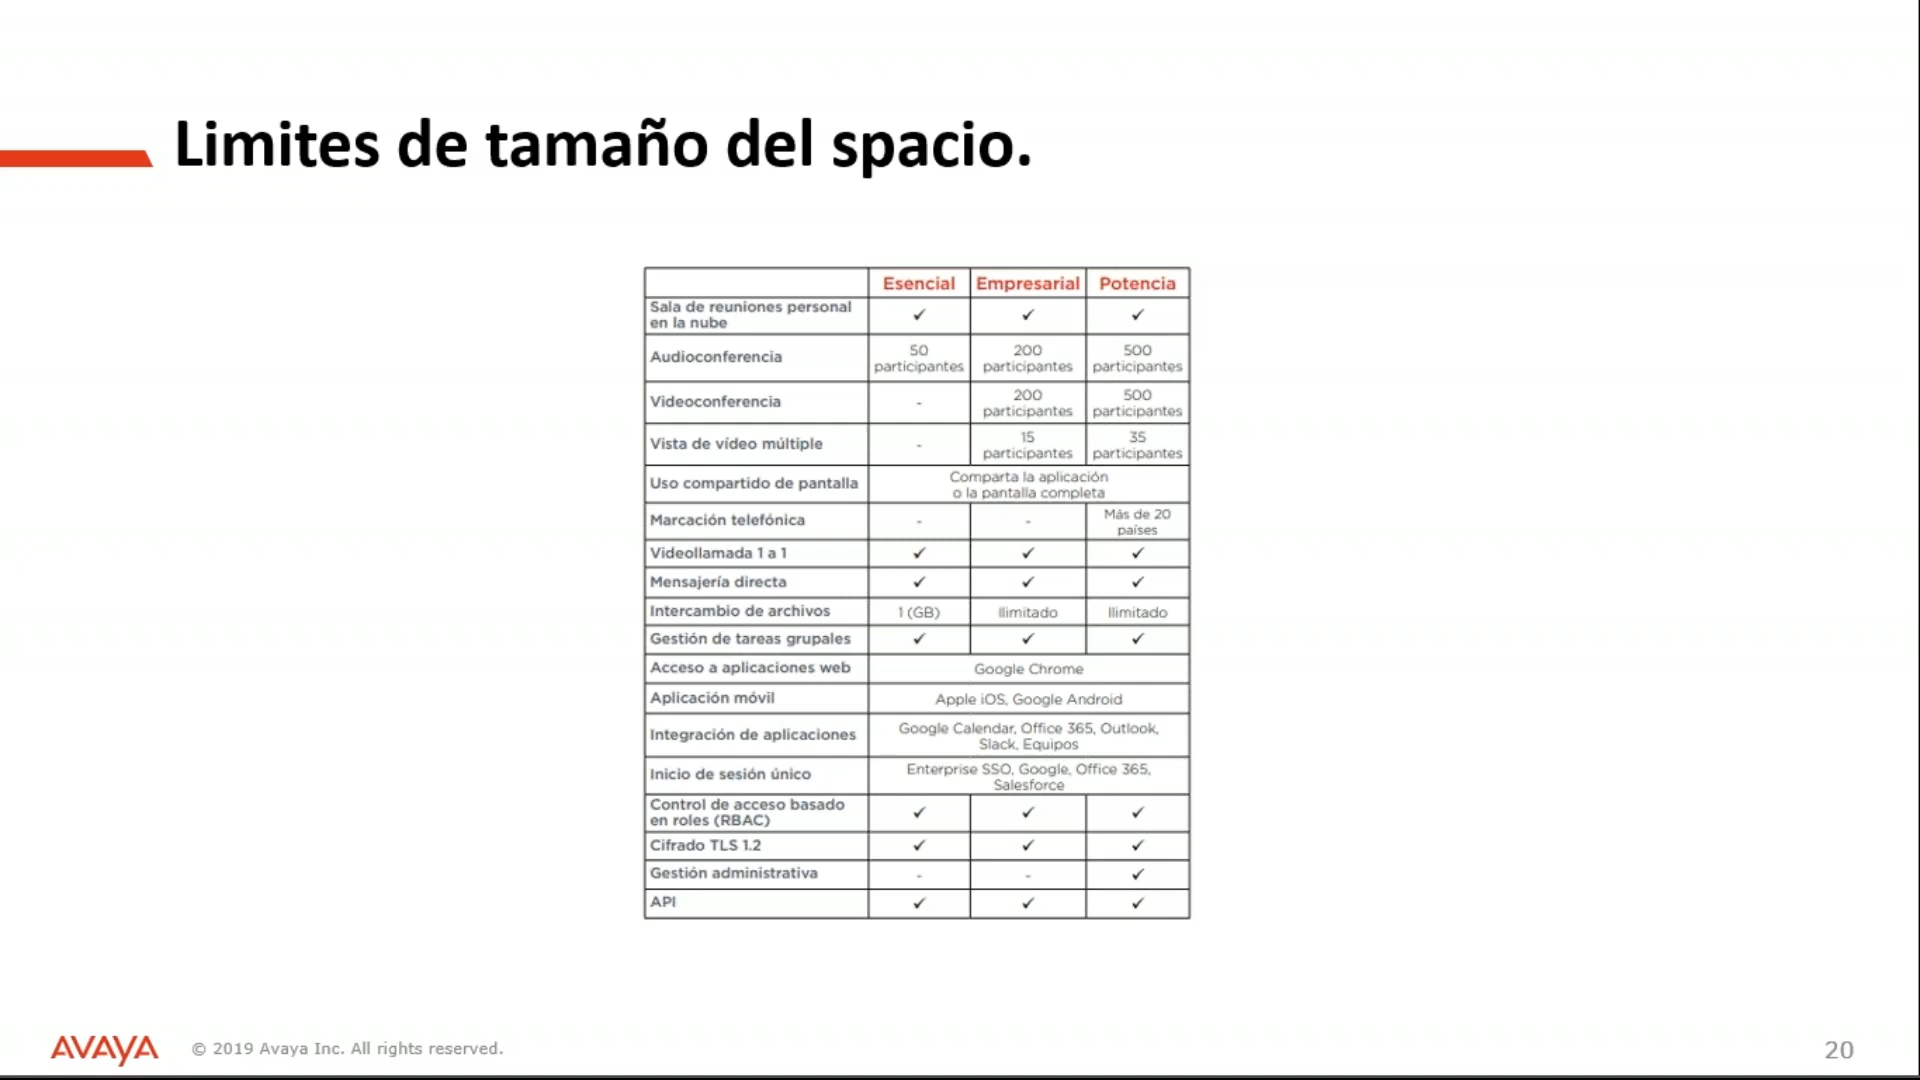 Limites de tamaño del spacio.
Esencial Empresarial Potencia
Sala de reuniones personal
en la nube ✓ ✓ ✓
Audioconferencia 50 participantes 200 participantes 500 participantes
Videoconferencia - 200 participantes 500 participantes
Vista de vídeo múltiple - 15 participantes 35 participantes
Uso compartido de pantalla Comparta la aplicación
o la pantalla completa
Marcación telefónica - - Más de 20 países
Videollamada 1 a 1 ✓ ✓ ✓
Mensajería directa ✓ ✓ ✓
Intercambio de archivos 1 (GB) Ilimitado Ilimitado
Gestión de tareas grupales ✓ ✓ ✓
Acceso a aplicaciones web Google Chrome
Aplicación móvil Apple iOS, Google Android
Integración de aplicaciones Google Calendar, Office 365, Outlook,
Slack, Equipos
Inicio de sesión único Enterprise SSO, Google, Office 365,
Salesforce
Control de acceso basado
en roles (RBAC) ✓ ✓ ✓
Cifrado TLS 1.2 ✓ ✓ ✓
Gestión administrativa - - ✓
API ✓ ✓ ✓
AVAYA © 2019 Avaya Inc. All rights reserved. 20